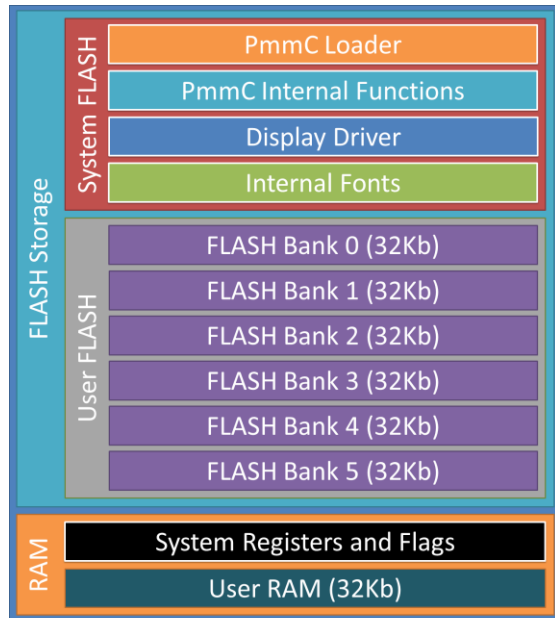 FLASH Storage
System FLASH
PmmC Loader
PmmC Internal Functions
Display Driver
Internal Fonts
User FLASH
FLASH Bank 0 (32Kb)
FLASH Bank 1 (32Kb)
FLASH Bank 2 (32Kb)
FLASH Bank 3 (32Kb)
FLASH Bank 4 (32Kb)
FLASH Bank 5 (32Kb)
RAM
System Registers and Flags
User RAM (32Kb)